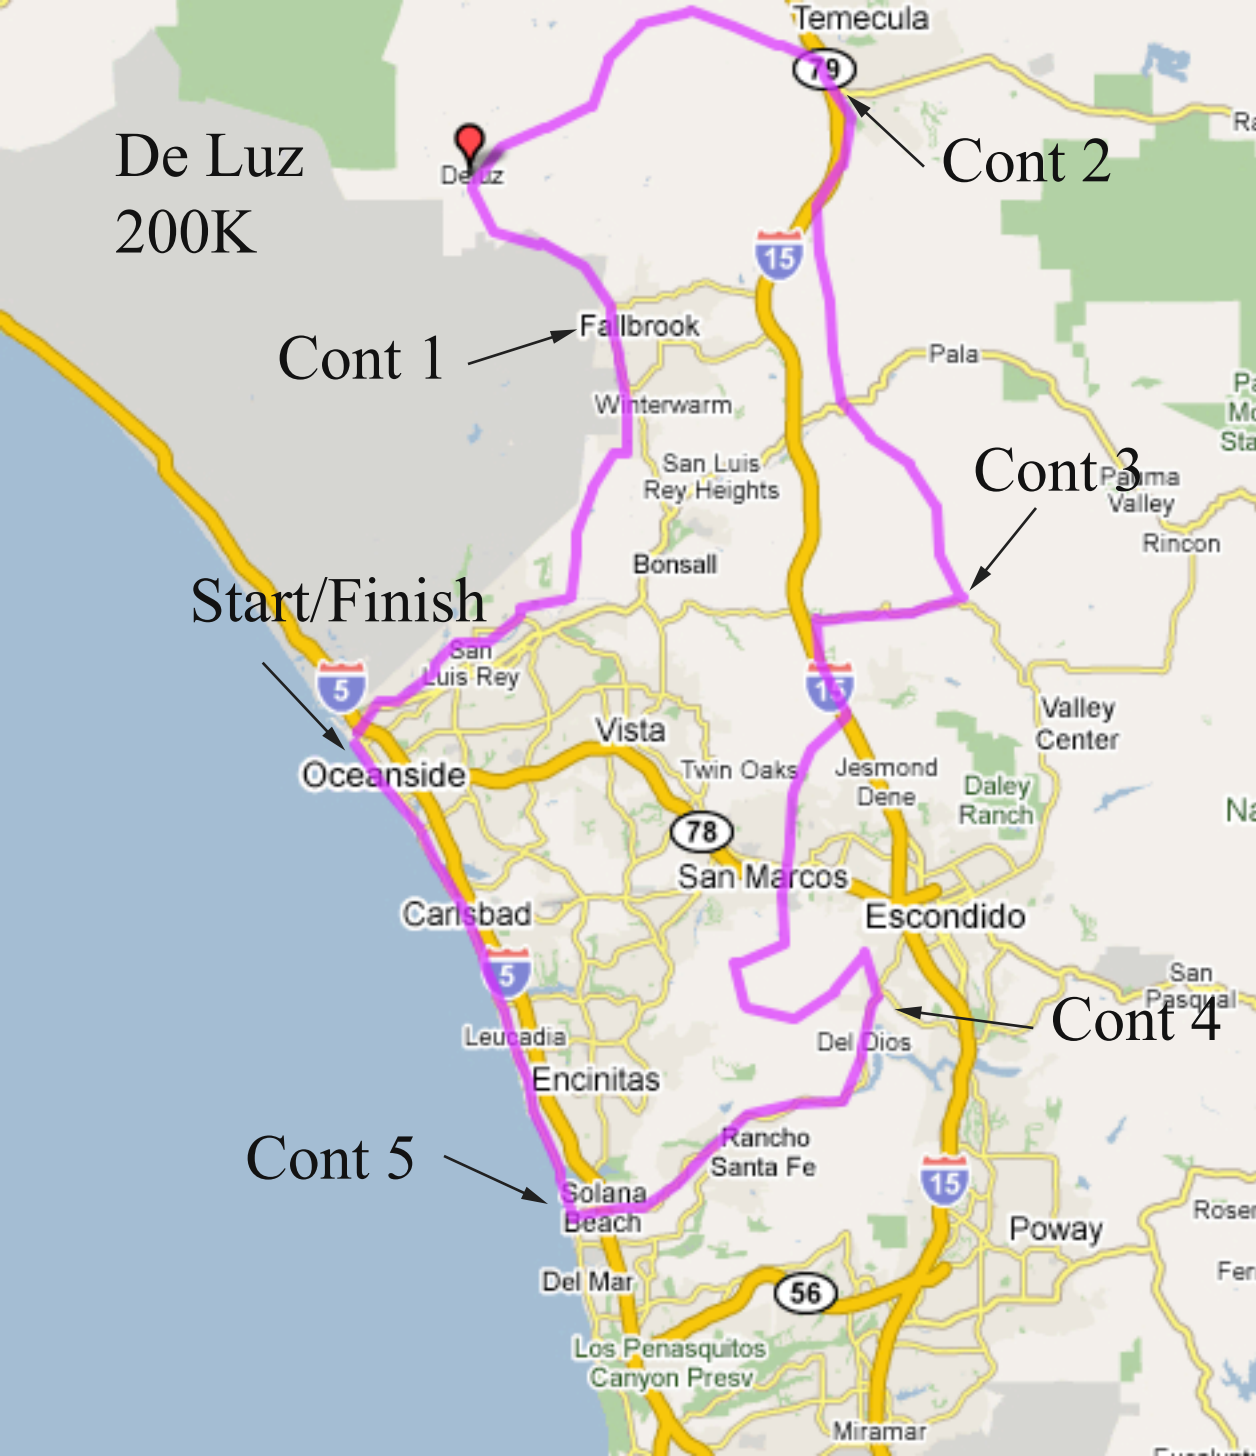 Temecula
79
Ra
De Luz
200K
Cont 2
De Luz
15
Cont 1
Fallbrook
Pala
Winterwarm
San Luis
Rey Heights
Cont 3
Pauma
Valley
Rincon
Bonsall
Start/Finish
San
Luis Rey
5
15
Valley
Center
Vista
Oceanside
Twin Oaks
Jesmond
Dene
Daley
Ranch
78
San Marcos
Carlsbad
Escondido
5
San
Pasqual
Cont 4
Leucadia
Del Dios
Encinitas
Cont 5
Rancho
Santa Fe
Solana
Beach
15
Poway
Del Mar
56
Los Penasquitos
Canyon Presv
Miramar